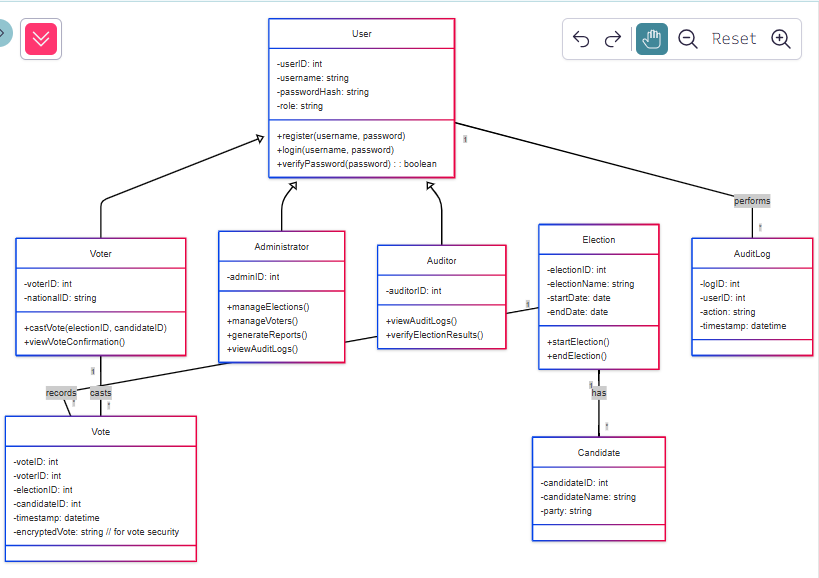 Reset
User
-userID: int
-username: string
-passwordHash: string
-role: string
+register(username, password)
+login(username, password)
+verifyPassword(password) : : boolean
1
performs
*
Voter
-voterID: int
-nationalID: string
+castVote(electionID, candidateID)
+viewVoteConfirmation()
Administrator
-adminID: int
+manageElections()
+manageVoters()
+generateReports()
+viewAuditLogs()
Auditor
-auditorID: int
+viewAuditLogs()
+verifyElectionResults()
Election
-electionID: int
-electionName: string
-startDate: date
-endDate: date
+startElection()
+endElection()
AuditLog
-logID: int
-userID: int
-action: string
-timestamp: datetime
1
1
records
casts
*
*
1
has
*
Vote
-voteID: int
-voterID: int
-electionID: int
-candidateID: int
-timestamp: datetime
-encryptedVote: string // for vote security
Candidate
-candidateID: int
-candidateName: string
-party: string